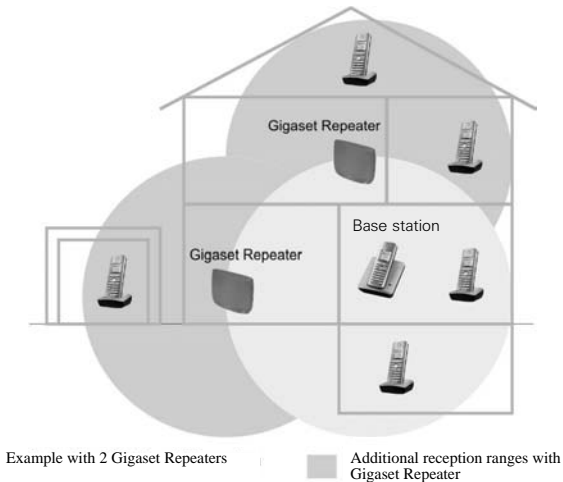 Gigaset Repeater
Base station
Gigaset Repeater
Example with 2 Gigaset Repeaters
Additional reception ranges with
Gigaset Repeater